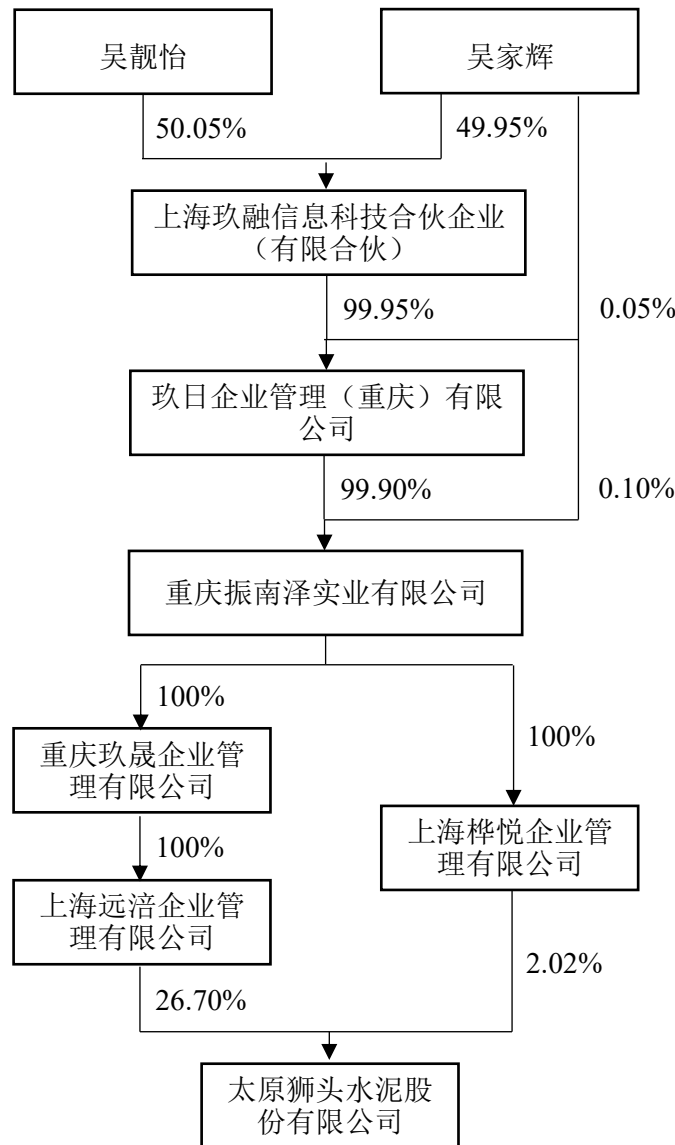 吴靓怡
吴家辉
50.05%
49.95%
上海玖融信息科技合伙企业
（有限合伙）
99.95%
0.05%
玖日企业管理（重庆）有限
公司
99.90%
0.10%
重庆振南泽实业有限公司
100%
重庆玖晟企业管
理有限公司
100%
上海桦悦企业管
理有限公司
100%
上海远涪企业管
理有限公司
2.02%
26.70%
太原狮头水泥股
份有限公司